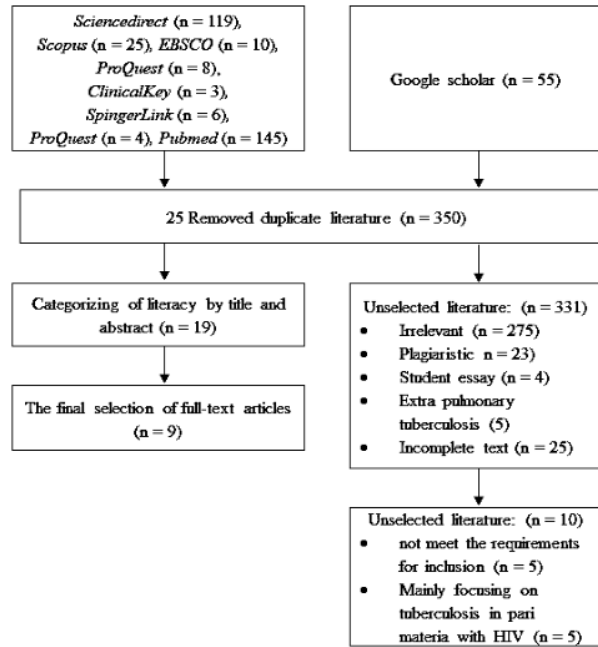 Sciencedirect (n = 119),
Scopus (n = 25), EBSCO (n = 10),
ProQuest (n = 8),
ClinicalKey (n = 3),
SpingerLink (n = 6),
ProQuest (n = 4), Pubmed (n = 145)
Google scholar (n = 55)
25 Removed duplicate literature (n = 350)
Categorizing of literacy by title and
abstract (n = 19)
The final selection of full-text articles
(n = 9)
Unselected literature: (n = 331)
• Irrelevant (n = 275)
• Plagiaristic n = 23)
• Student essay (n = 4)
• Extra pulmonary
tuberculosis (5)
• Incomplete text (n = 25)
Unselected literature: (n = 10)
• not meet the requirements
for inclusion (n = 5)
• Mainly focusing on
tuberculosis in pari
materia with HIV (n = 5)